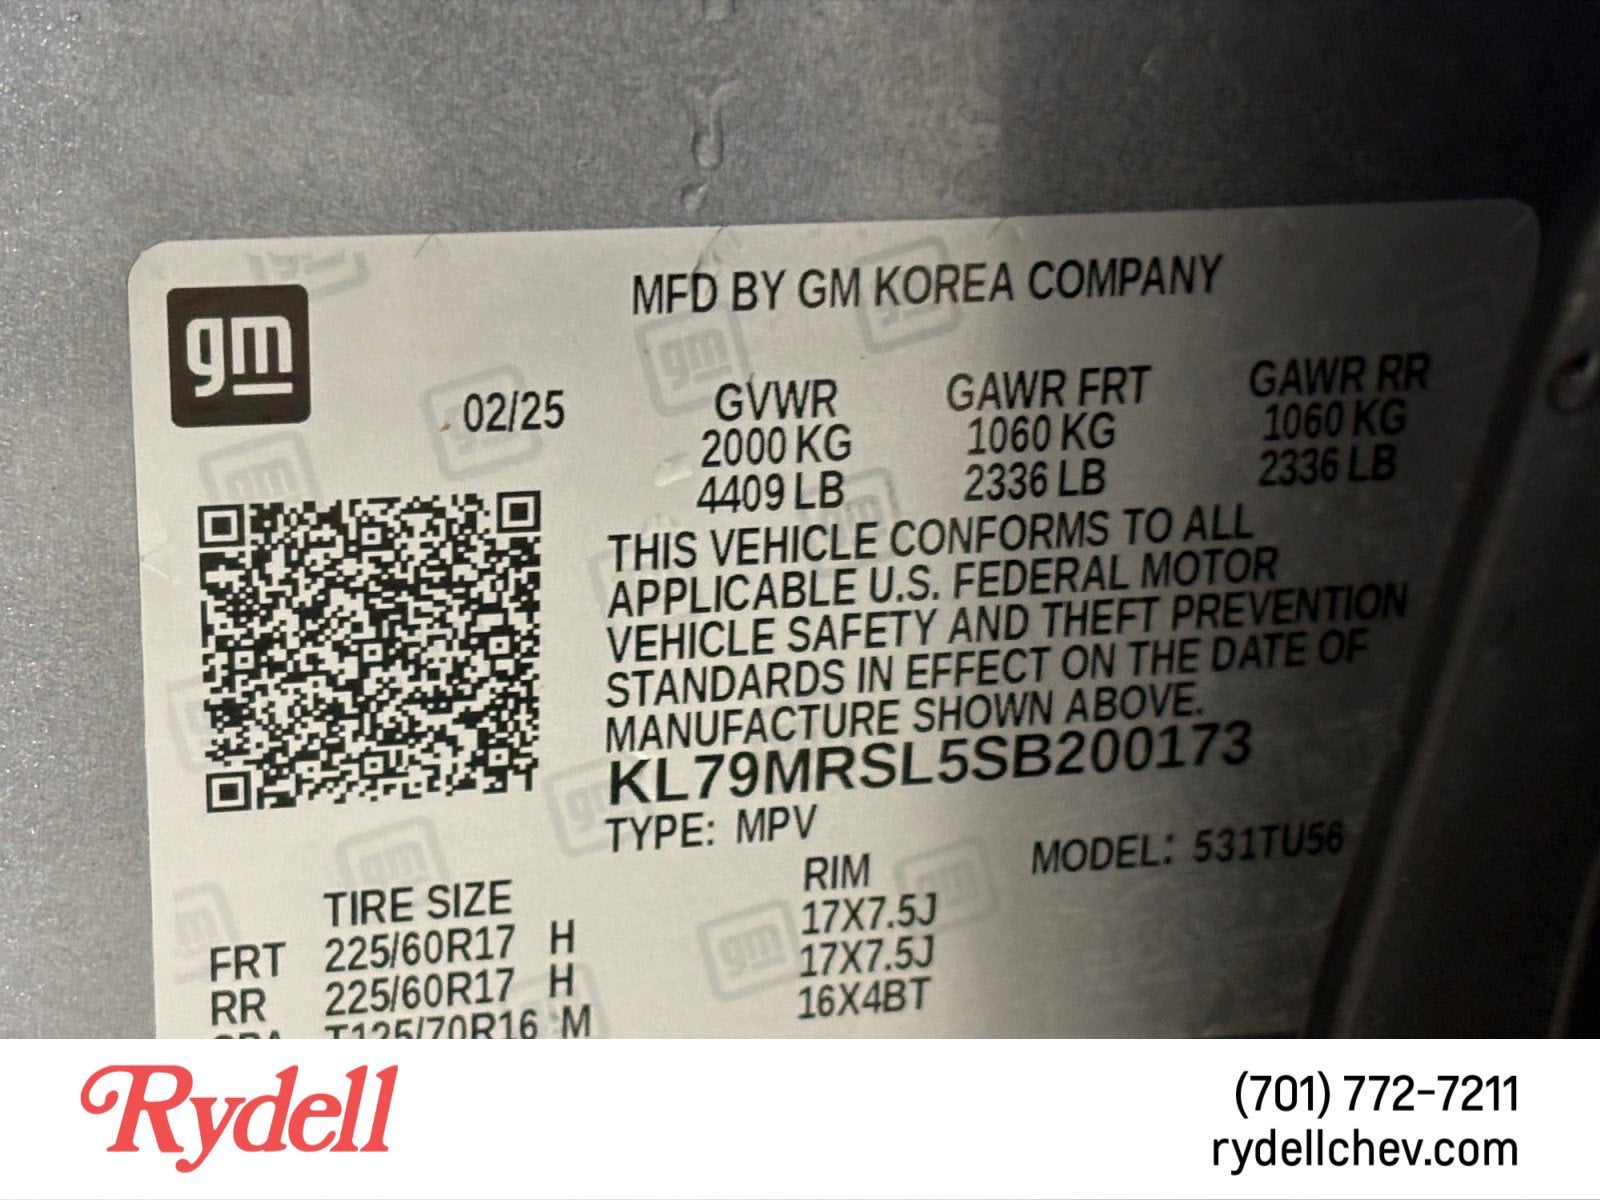 MFD BY GM KOREA COMPANY
gm
02/25
GVWR GAWR FRT GAWR RR
2000 KG 1060 KG 1060 KG
4409 LB 2336 LB 2336 LB
THIS VEHICLE CONFORMS TO ALL
APPLICABLE U.S. FEDERAL MOTOR
VEHICLE SAFETY AND THEFT PREVENTION
STANDARDS IN EFFECT ON THE DATE OF
MANUFACTURE SHOWN ABOVE.
KL79MRSL5SB200173
TYPE: MPV
MODEL: 531TU56
TIRE SIZE RIM
FRT 225/60R17 H 17X7.5J
RR 225/60R17 H 17X7.5J
T125/70R16 M 16X4BT
Rydell
(701) 772-7211
rydellchev.com